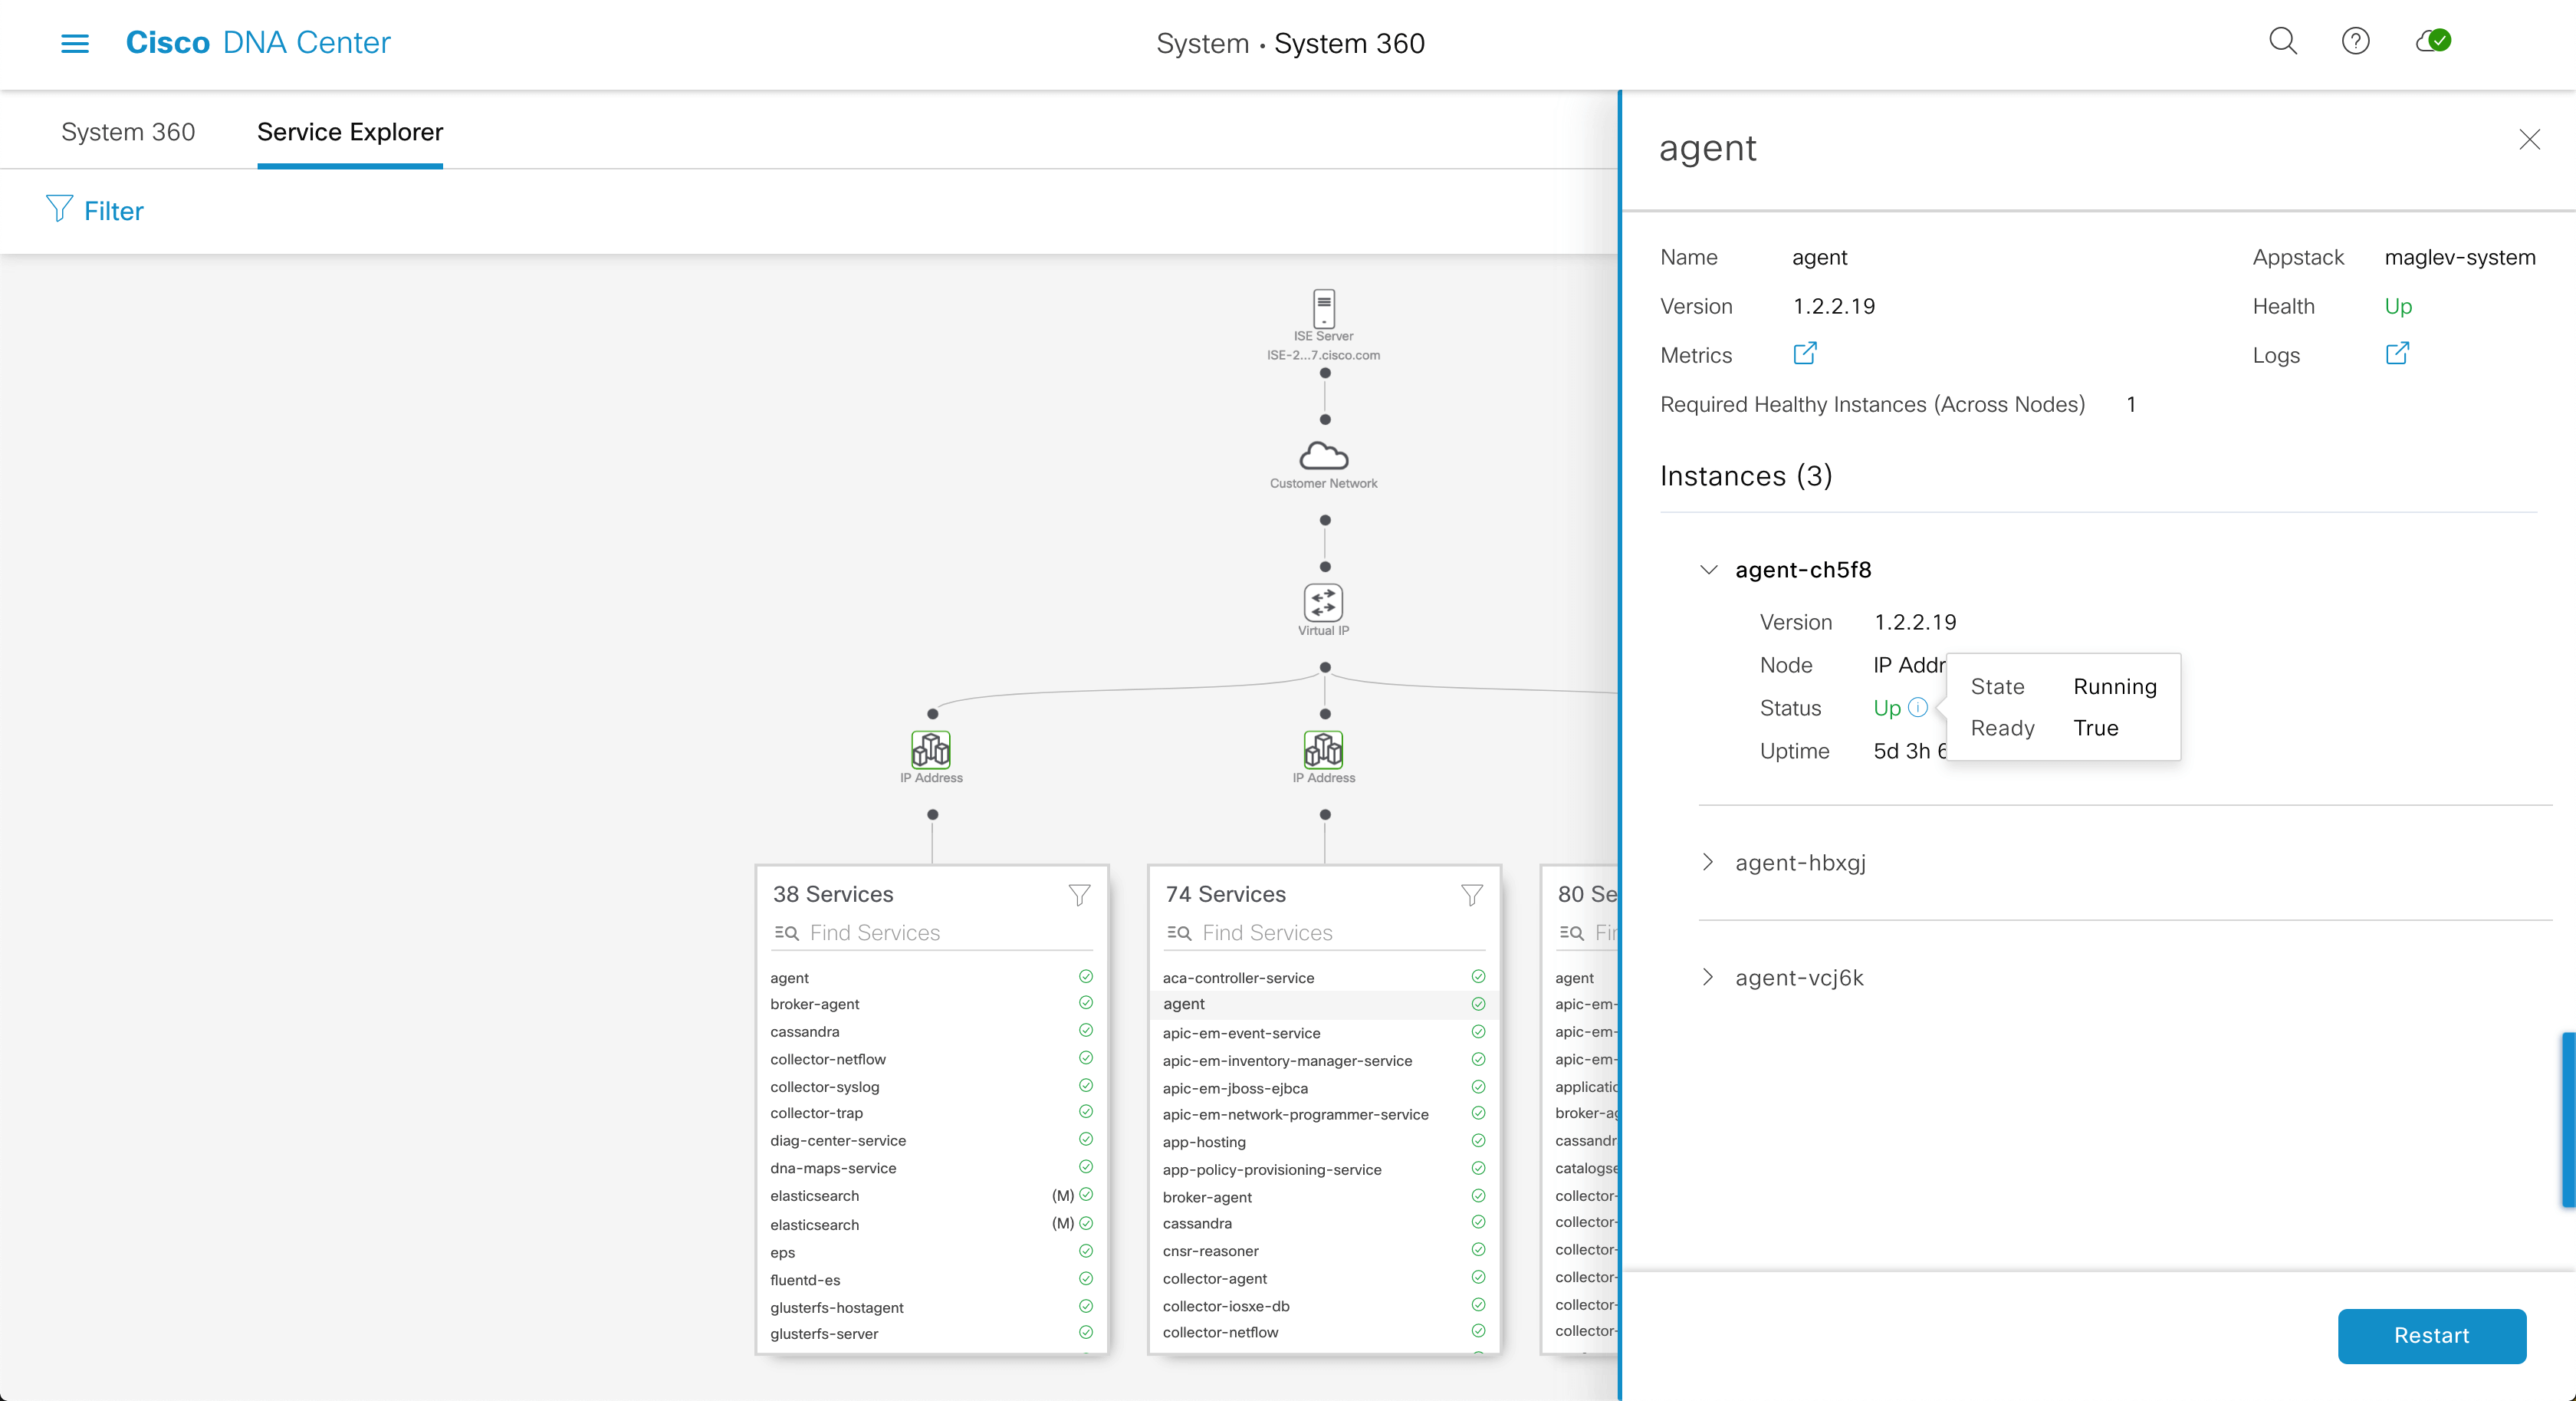 Cisco DNA Center
System • System 360
System 360
Service Explorer
Filter
ISE Server
ISE-2...7.cisco.com
Customer Network
Virtual IP
IP Address
IP Address
38 Services
Find Services
agent
broker-agent
cassandra
collector-netflow
collector-syslog
collector-trap
diag-center-service
dna-maps-service
elasticsearch (M)
elasticsearch (M)
eps
fluentd-es
glusterfs-hostagent
glusterfs-server
74 Services
Find Services
aca-controller-service
agent
apic-em-event-service
apic-em-inventory-manager-service
apic-em-jboss-ejbca
apic-em-network-programmer-service
app-hosting
app-policy-provisioning-service
broker-agent
cassandra
cnsr-reasoner
collector-agent
collector-iosxe-db
collector-netflow
80 Se
Fin
agent
apic-em-
apic-em-
apic-em-
applicatio
broker-ag
cassandr
catalogse
collector-
collector-
collector-
collector-
collector-
collector-
agent
Name agent
Appstack maglev-system
Version 1.2.2.19
Health Up
Metrics
Logs
Required Healthy Instances (Across Nodes) 1
Instances (3)
agent-ch5f8
Version 1.2.2.19
Node IP Addr
Status Up
Uptime 5d 3h 6
State Running
Ready True
agent-hbxgj
agent-vcj6k
Restart